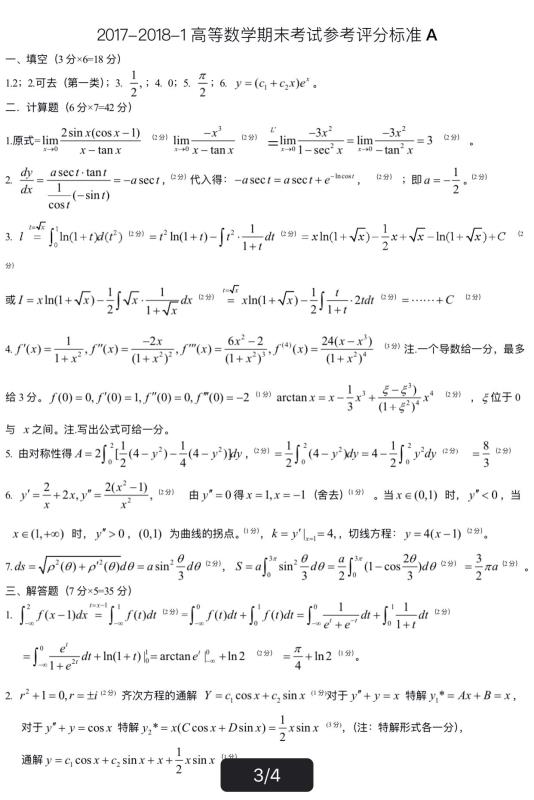 2017-2018-1 高等数学期末考试参考评分标准 A
一、填空（3 分×6=18 分）
1.2；2.可去（第一类）；3. 1/2,；4. 0；5. π/2；6. y=(c₁+c₂x)eˣ 。
二．计算题（6 分×7=42 分）
1.原式=lim_{x→0} 2sin x(cos x−1)/(x−tan x) （2分） lim_{x→0} −x³/(x−tan x) （2分） =^{L'} lim_{x→0} −3x²/(1−sec² x) = lim_{x→0} −3x²/(−tan² x) = 3 （2分） 。
2. dy/dx = (a sec t·tan t)/((1/cos t)(−sin t)) = −a sec t，（2分）代入得：−a sec t = a sec t + e^{−ln cos t}， （2分） ；即 a = −1/2 。（2分）
3. l =^{t=√x} ∫₀¹ ln(1+t)d(t²) （2分） = t² ln(1+t) − ∫t²·1/(1+t) dt （2分） = x ln(1+√x) − 1/2 x + √x − ln(1+√x) + C （2
分）
或 I = x ln(1+√x) − 1/2 ∫√x·1/(1+√x) dx （2分） =^{t=√x} x ln(1+√x) − 1/2 ∫ t/(1+t)·2tdt （2分） = ⋯⋯+C （2分）
4. f′(x) = 1/(1+x²), f″(x) = −2x/(1+x²)², f‴(x) = (6x²−2)/(1+x²)³, f⁽⁴⁾(x) = 24(x−x³)/(1+x²)⁴ （3分）注.一个导数给一分，最多
给 3 分。f(0)=0, f′(0)=1, f″(0)=0, f‴(0)=−2 （1分） arctan x = x − 1/3 x³ + (ξ−ξ³)/(1+ξ²)⁴ x⁴ （2分） ，ξ位于 0
与 x 之间。注.写出公式可给一分。
5. 由对称性得 A = 2∫₀²[1/2(4−y²) − 1/4(4−y²)]dy，（2分） = 1/2∫₀²(4−y²)dy = 4 − 1/2∫₀² y²dy （2分） = 8/3 （2分）
6. y′ = 2/x + 2x, y″ = 2(x²−1)/x²，（2分） 由 y″=0 得 x=1, x=−1（舍去）（1分） 。当 x∈(0,1) 时，y″<0，当
x∈(1,+∞) 时，y″>0，(0,1) 为曲线的拐点。（1分），k = y′|_{x=1} = 4,，切线方程：y=4(x−1)（2分）。
7. ds = √(ρ²(θ)+ρ′²(θ))dθ = a sin² θ/3 dθ （2分），S = a∫₀^{3π} sin² θ/3 dθ = a/2 ∫₀^{3π}(1−cos 2θ/3)dθ （2分） = 3/2 πa （2分）。
三、解答题（7 分×5=35 分）
1. ∫_{−∞}² f(x−1)dx =^{t=x−1} ∫_{−∞}¹ f(t)dt （2分） = ∫_{−∞}⁰ f(t)dt + ∫₀¹ f(t)dt = ∫_{−∞}⁰ 1/(eᵗ+e⁻ᵗ) dt + ∫₀¹ 1/(1+t) dt （2分）
= ∫_{−∞}⁰ eᵗ/(1+e²ᵗ) dt + ln(1+t)|₀¹ = arctan eᵗ|_{−∞}⁰ + ln 2 （2分） = π/4 + ln 2 （1分）。
2. r²+1=0, r=±i（2分）齐次方程的通解 Y = c₁ cos x + c₂ sin x （1分）对于 y″+y=x 特解 y₁* = Ax+B = x，
对于 y″+y=cos x 特解 y₂* = x(C cos x + D sin x) = 1/2 x sin x （3分），（注：特解形式各一分），
通解 y = c₁ cos x + c₂ sin x + x + 1/2 x sin x
3/4